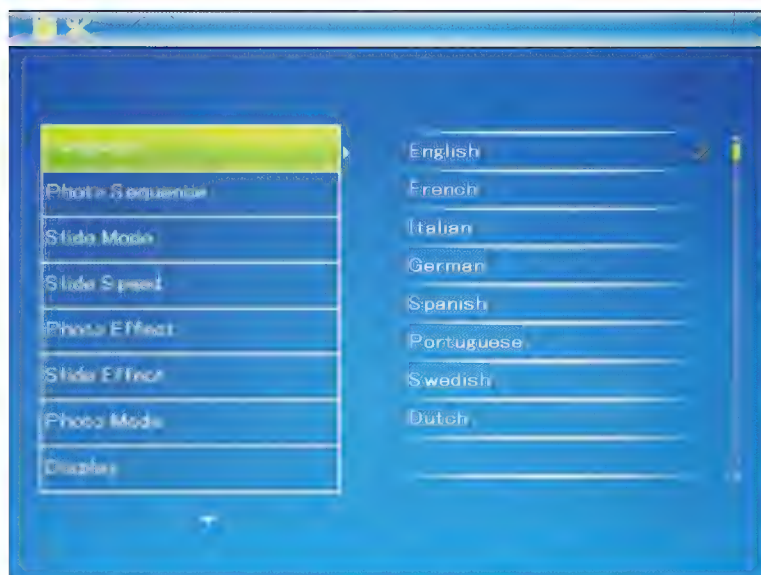 Photo Sequence
Slide Mode
Slide Speed
Photo Effect
Slide Effect
Photo Mode
Display
English
French
Italian
German
Spanish
Portuguese
Swedish
Dutch